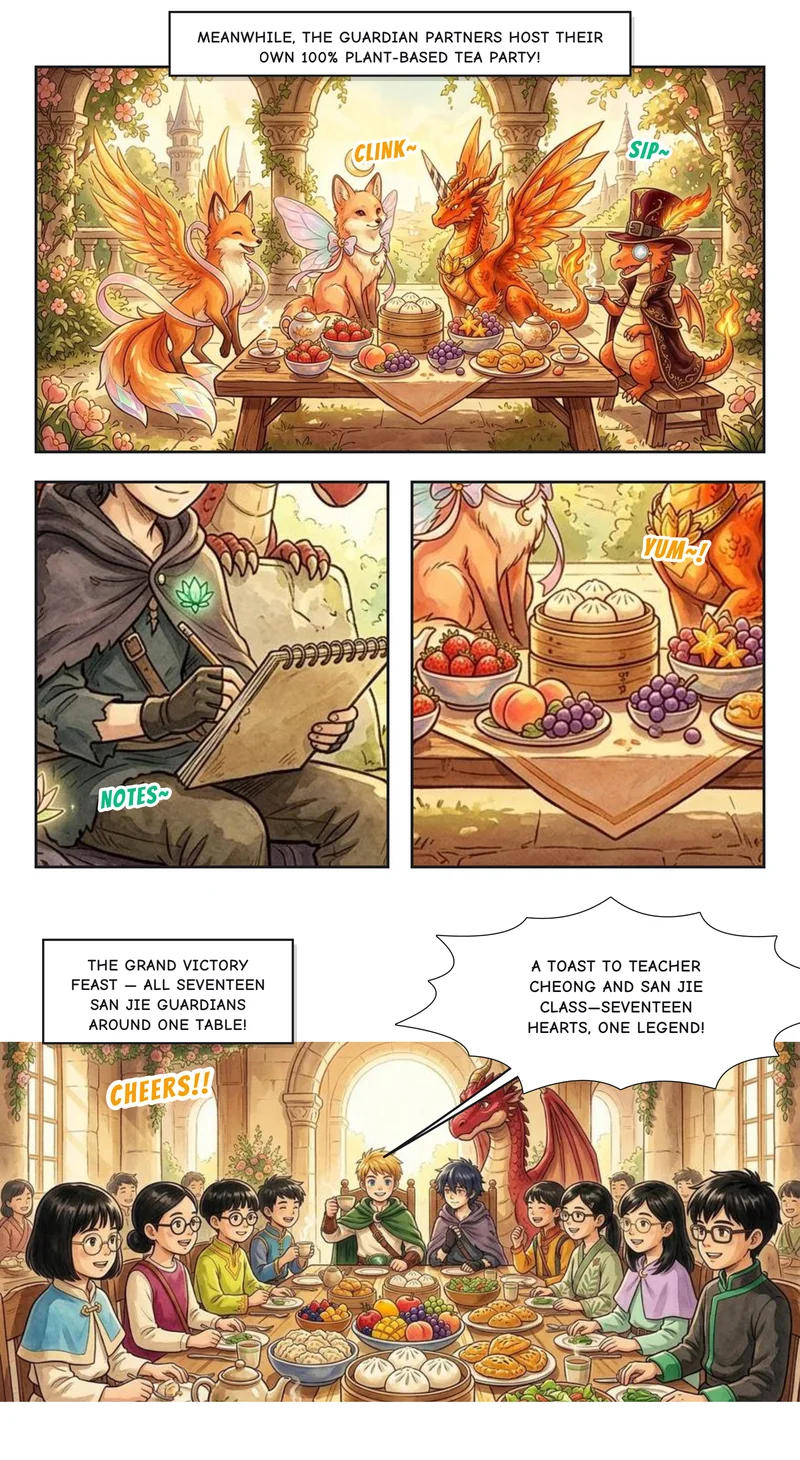 MEANWHILE, THE GUARDIAN PARTNERS HOST THEIR
OWN 100% PLANT-BASED TEA PARTY!
CLINK~
SIP~
NOTES~
YUM~!
THE GRAND VICTORY
FEAST — ALL SEVENTEEN
SAN JIE GUARDIANS
AROUND ONE TABLE!
A TOAST TO TEACHER
CHEONG AND SAN JIE
CLASS—SEVENTEEN
HEARTS, ONE LEGEND!
CHEERS!!